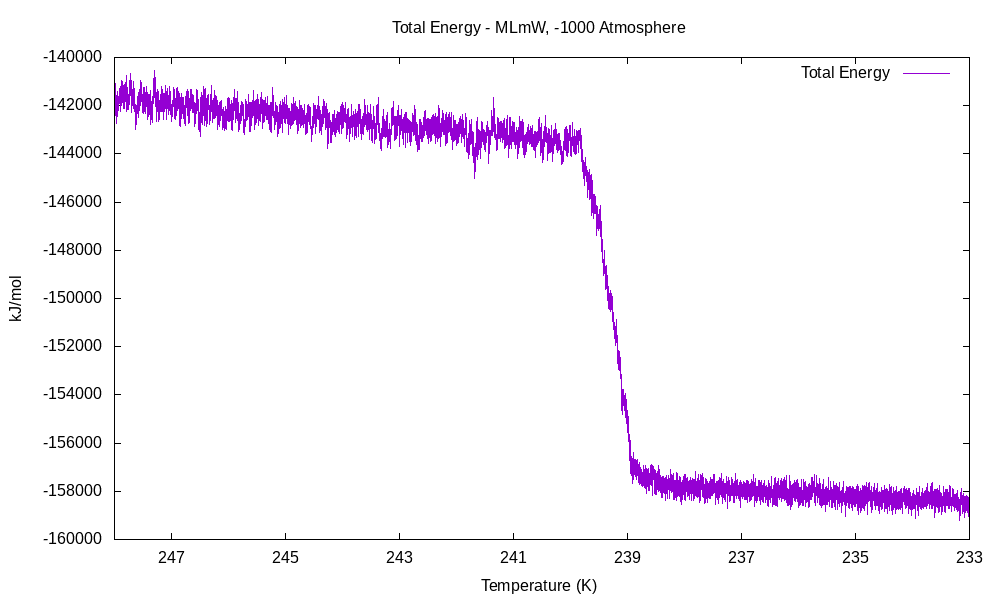 Total Energy - MLmW, -1000 Atmosphere
Total Energy
-140000
-142000
-144000
-146000
-148000
-150000
-152000
-154000
-156000
-158000
-160000
kJ/mol
247 245 243 241 239 237 235 233
Temperature (K)